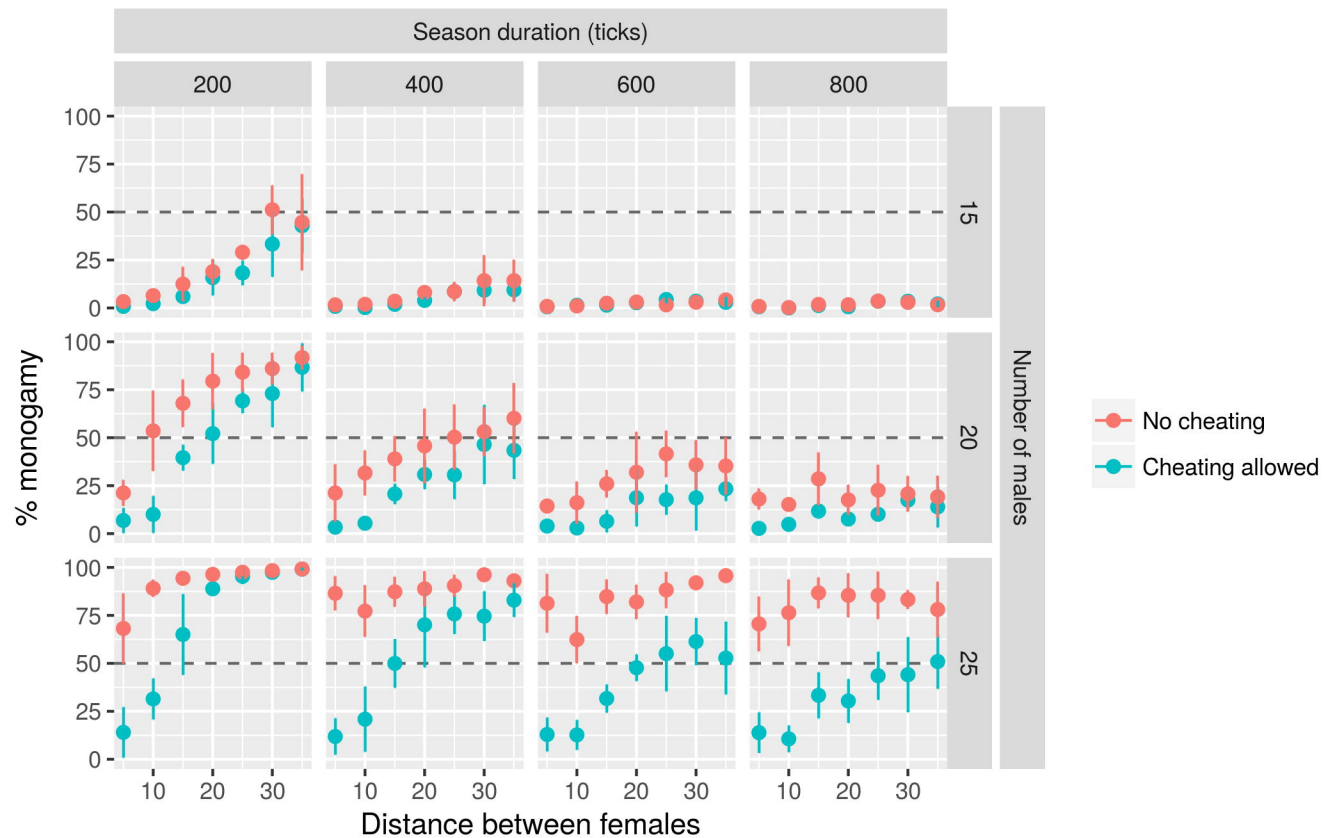 Season duration (ticks)
200 400 600 800
100
75
50
25
0
15
100
75
50
25
0
20
100
75
50
25
0
25
Number of males
% monogamy
10 20 30 10 20 30 10 20 30 10 20 30
Distance between females
No cheating
Cheating allowed